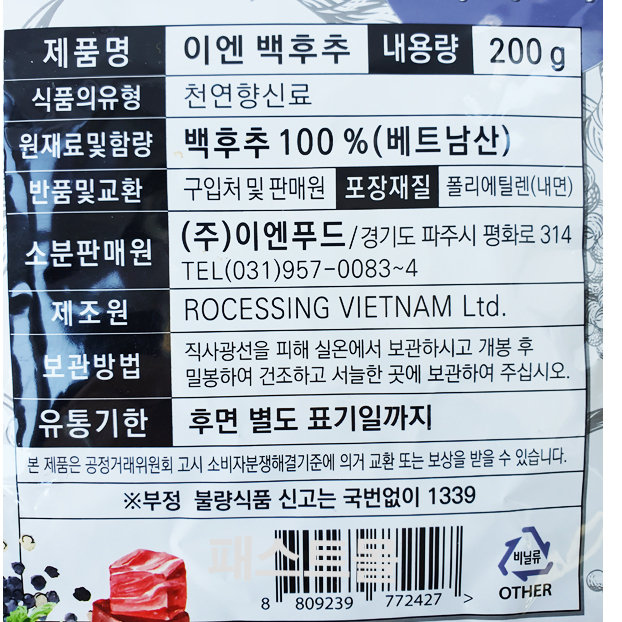 제품명 이엔 백후추 내용량 200 g
식품의유형 천연향신료
원재료및함량 백후추 100 %(베트남산)
반품및교환 구입처 및 판매원 포장재질 폴리에틸렌(내면)
소분판매원 (주)이엔푸드/경기도 파주시 평화로 314
TEL(031)957-0083~4
제조원 ROCESSING VIETNAM Ltd.
보관방법 직사광선을 피해 실온에서 보관하시고 개봉 후
밀봉하여 건조하고 서늘한 곳에 보관하여 주십시오.
유통기한 후면 별도 표기일까지
본 제품은 공정거래위원회 고시 소비자분쟁해결기준에 의거 교환 또는 보상을 받을 수 있습니다.
※부정 불량식품 신고는 국번없이 1339
패스트몰
비닐류
OTHER
8 809239 772427 >